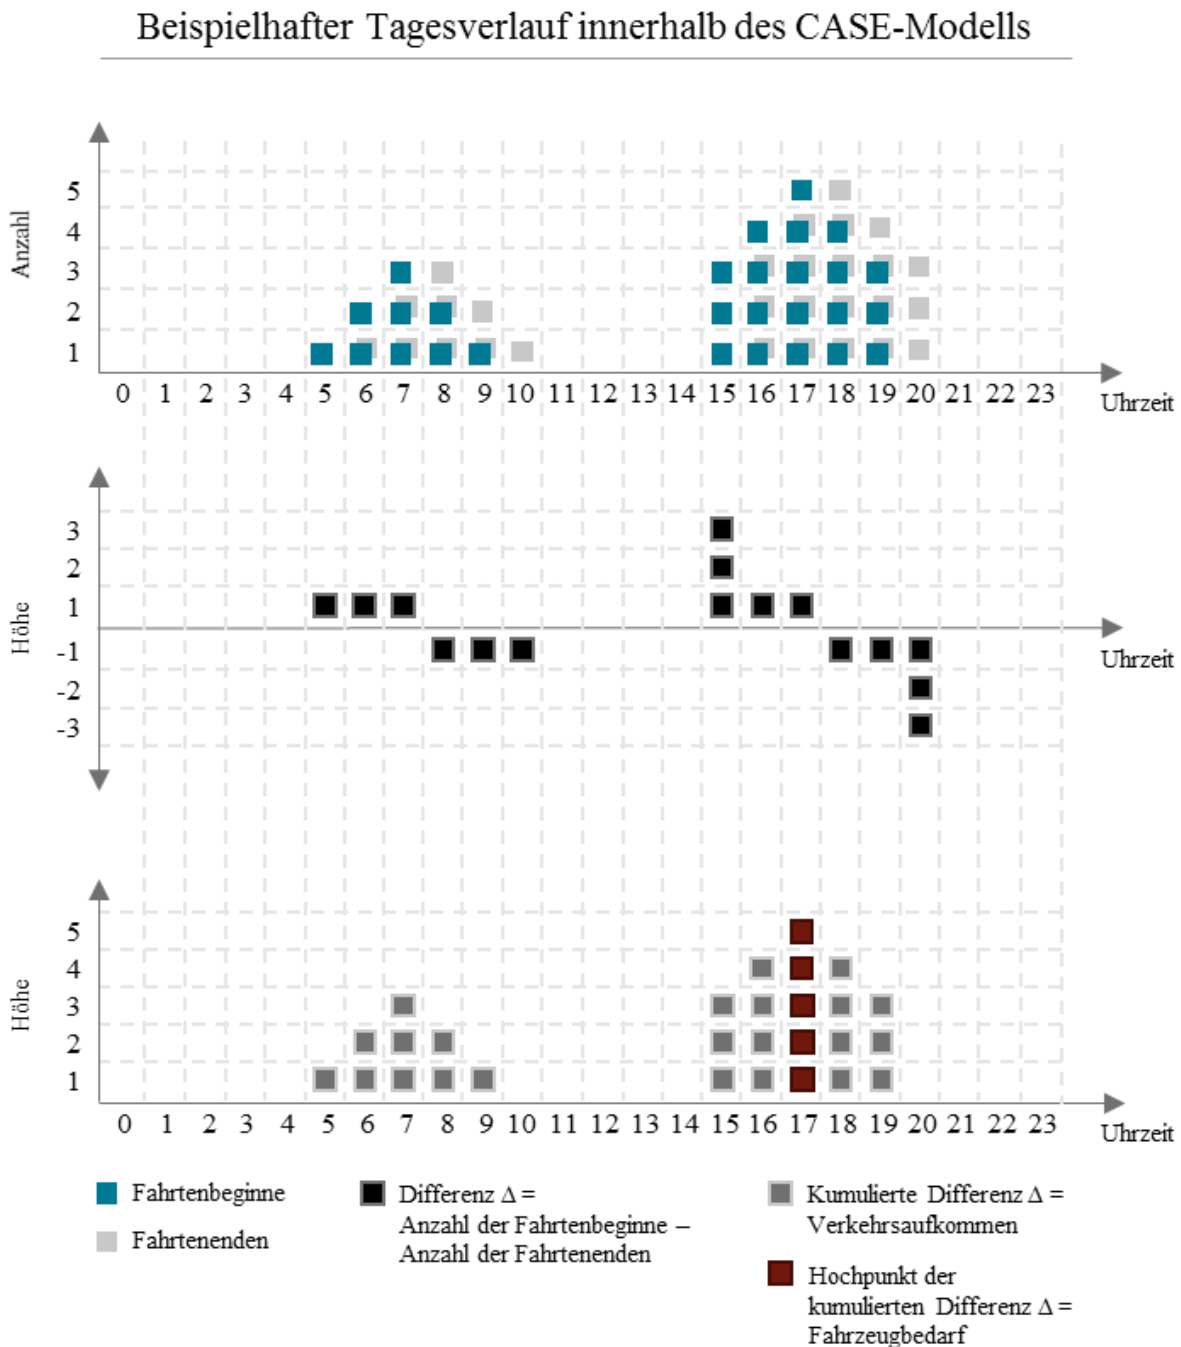 Beispielhafter Tagesverlauf innerhalb des CASE-Modells
Anzahl
5
4
3
2
1
0 1 2 3 4 5 6 7 8 9 10 11 12 13 14 15 16 17 18 19 20 21 22 23
Uhrzeit
Höhe
3
2
1
-1
-2
-3
Uhrzeit
Höhe
5
4
3
2
1
0 1 2 3 4 5 6 7 8 9 10 11 12 13 14 15 16 17 18 19 20 21 22 23
Uhrzeit
Fahrtenbeginne
Fahrtenenden
Differenz Δ =
Anzahl der Fahrtenbeginne –
Anzahl der Fahrtenenden
Kumulierte Differenz Δ =
Verkehrsaufkommen
Hochpunkt der
kumulierten Differenz Δ =
Fahrzeugbedarf